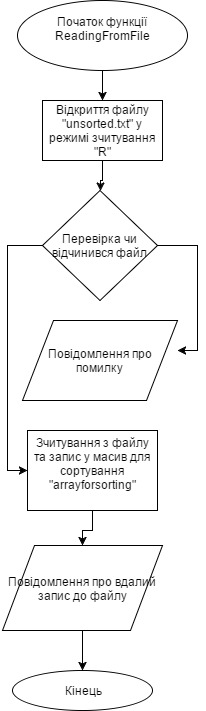 Початок функції
ReadingFromFile
Відкриття файлу
"unsorted.txt" у
режимі зчитування
"R"
Перевірка чи
відчинився файл
Повідомлення про
помилку
Зчитування з файлу
та запис у масив для
сортування
"arrayforsorting"
Повідомлення про вдалий
запис до файлу
Кінець